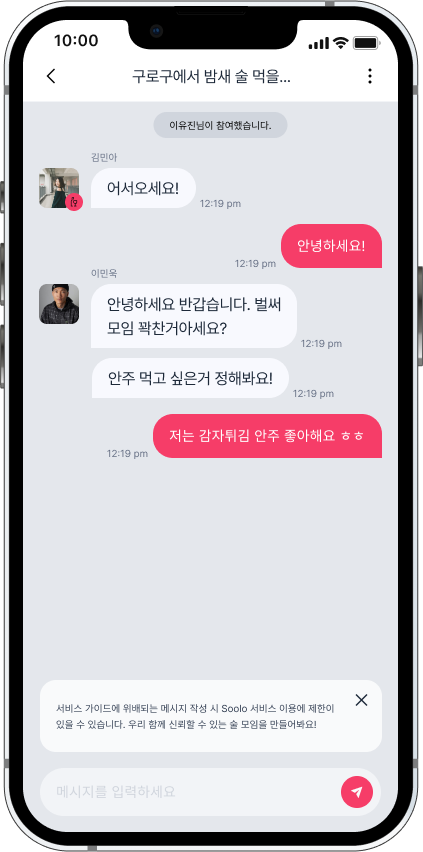 10:00
구로구에서 밤새 술 먹을...
이유진님이 참여했습니다.
김민아
어서오세요!
12:19 pm
안녕하세요!
12:19 pm
이민욱
안녕하세요 반갑습니다. 벌써
모임 꽉찬거아세요?
12:19 pm
안주 먹고 싶은거 정해봐요!
12:19 pm
저는 감자튀김 안주 좋아해요 ㅎㅎ
12:19 pm
서비스 가이드에 위배되는 메시지 작성 시 Soolo 서비스 이용에 제한이
있을 수 있습니다. 우리 함께 신뢰할 수 있는 술 모임을 만들어봐요!
메시지를 입력하세요